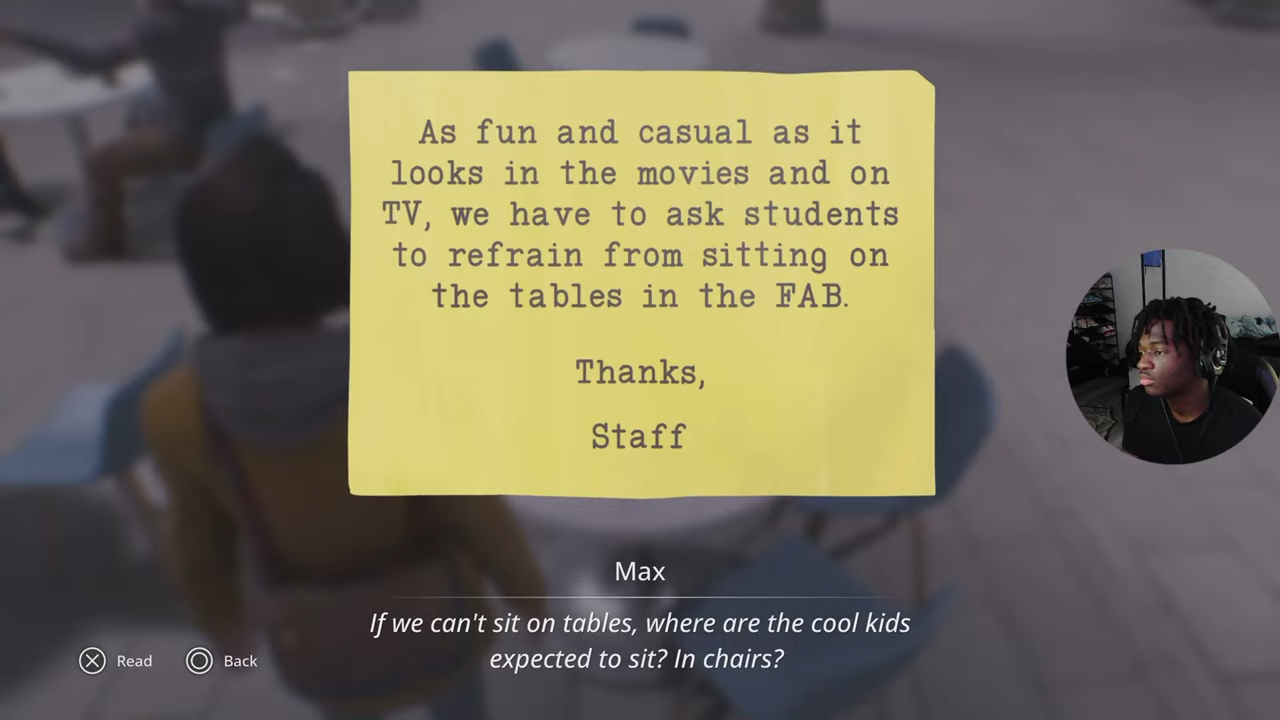 As fun and casual as it
looks in the movies and on
TV, we have to ask students
to refrain from sitting on
the tables in the FAB.
Thanks,
Staff
Max
If we can't sit on tables, where are the cool kids
expected to sit? In chairs?
Read
Back